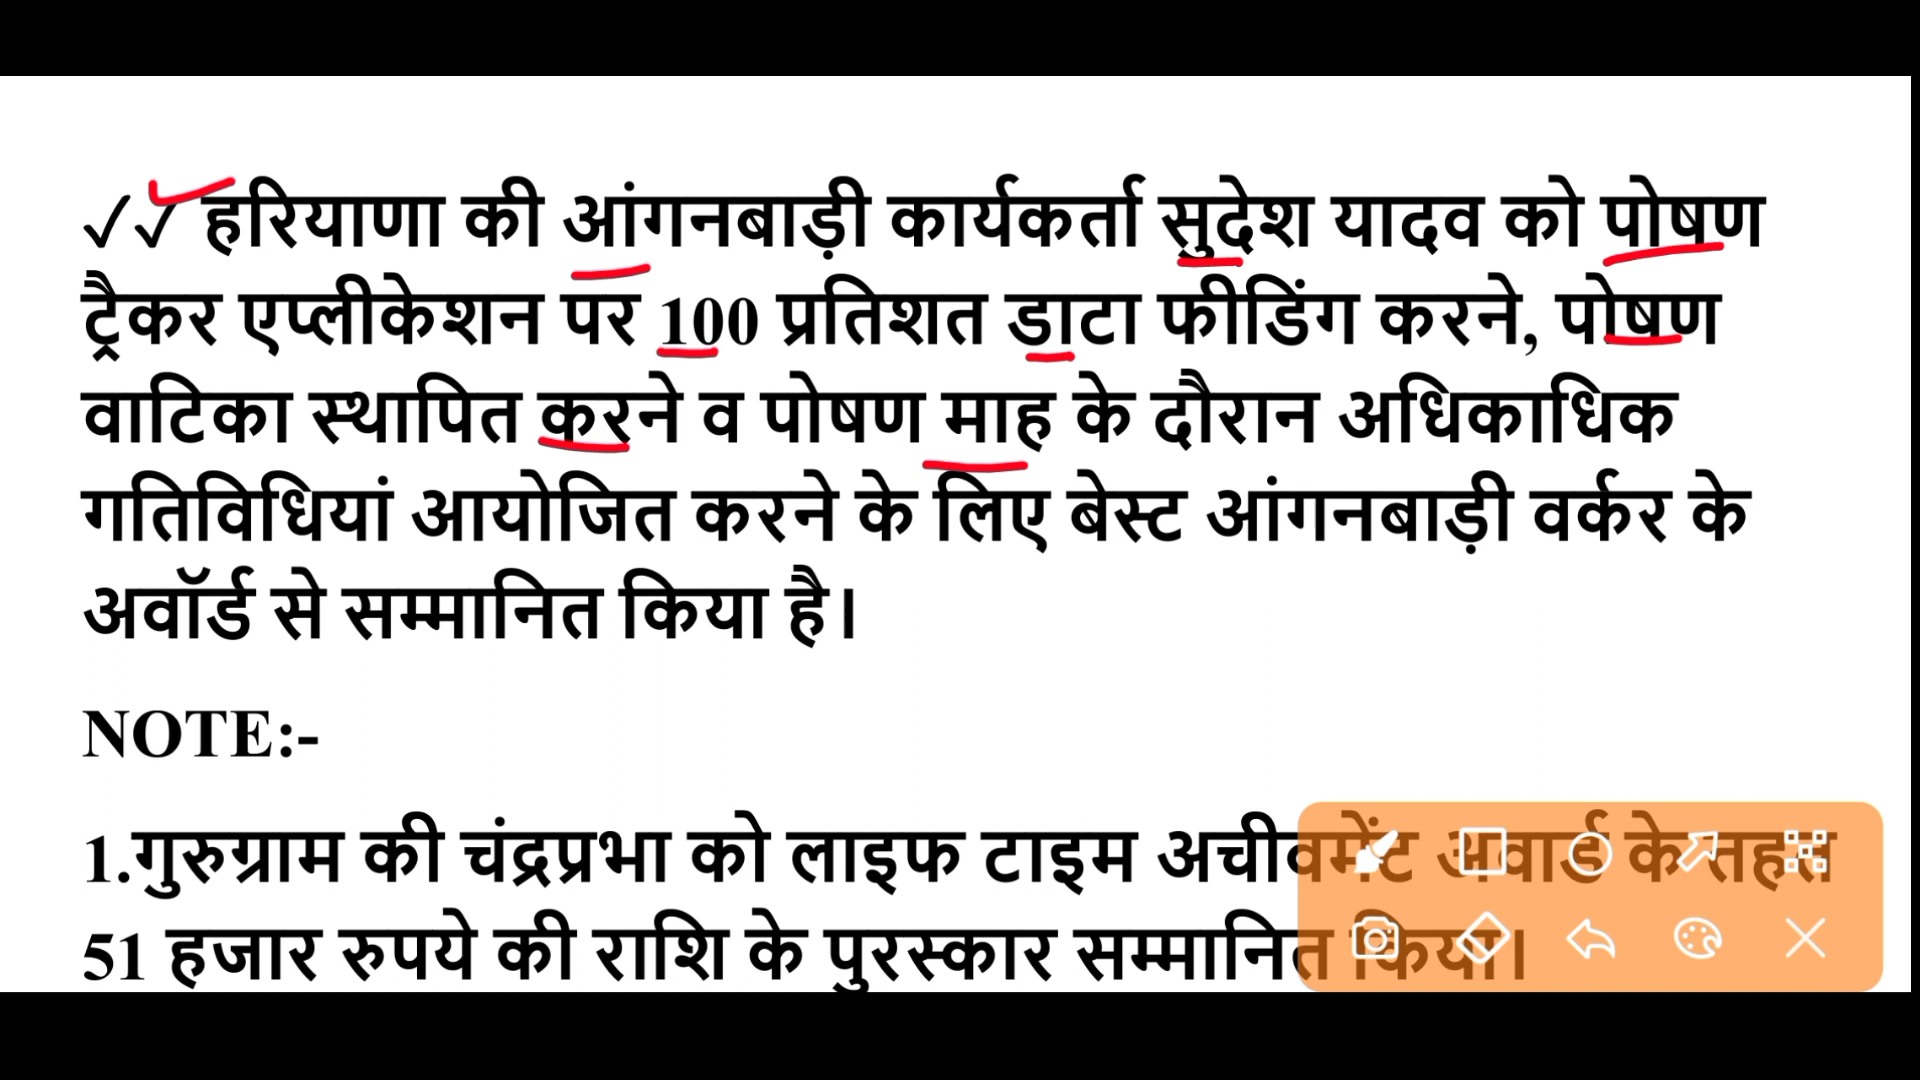 ✓✓ हरियाणा की आंगनबाड़ी कार्यकर्ता सुदेश यादव को पोषण
ट्रैकर एप्लीकेशन पर 100 प्रतिशत डाटा फीडिंग करने, पोषण
वाटिका स्थापित करने व पोषण माह के दौरान अधिकाधिक
गतिविधियां आयोजित करने के लिए बेस्ट आंगनबाड़ी वर्कर के
अवॉर्ड से सम्मानित किया है।
NOTE:-
1.गुरुग्राम की चंद्रप्रभा को लाइफ टाइम अचीवमेंट अवार्ड के तहत
51 हजार रुपये की राशि के पुरस्कार सम्मानित किया।